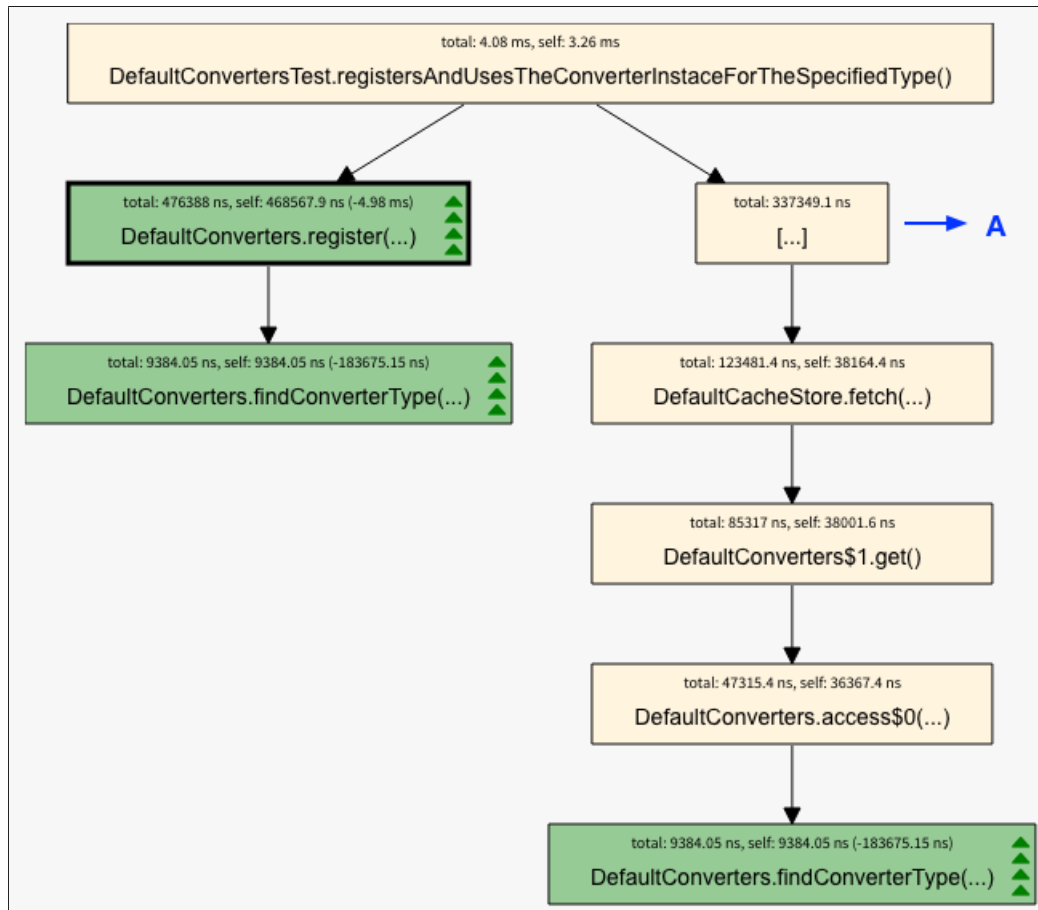 total: 4.08 ms, self: 3.26 ms
DefaultConvertersTest.registersAndUsesTheConverterInstaceForTheSpecifiedType()
total: 476388 ns, self: 468567.9 ns (-4.98 ms)
DefaultConverters.register(...)
total: 337349.1 ns
[...]
A
total: 9384.05 ns, self: 9384.05 ns (-183675.15 ns)
DefaultConverters.findConverterType(...)
total: 123481.4 ns, self: 38164.4 ns
DefaultCacheStore.fetch(...)
total: 85317 ns, self: 38001.6 ns
DefaultConverters$1.get()
total: 47315.4 ns, self: 36367.4 ns
DefaultConverters.access$0(...)
total: 9384.05 ns, self: 9384.05 ns (-183675.15 ns)
DefaultConverters.findConverterType(...)